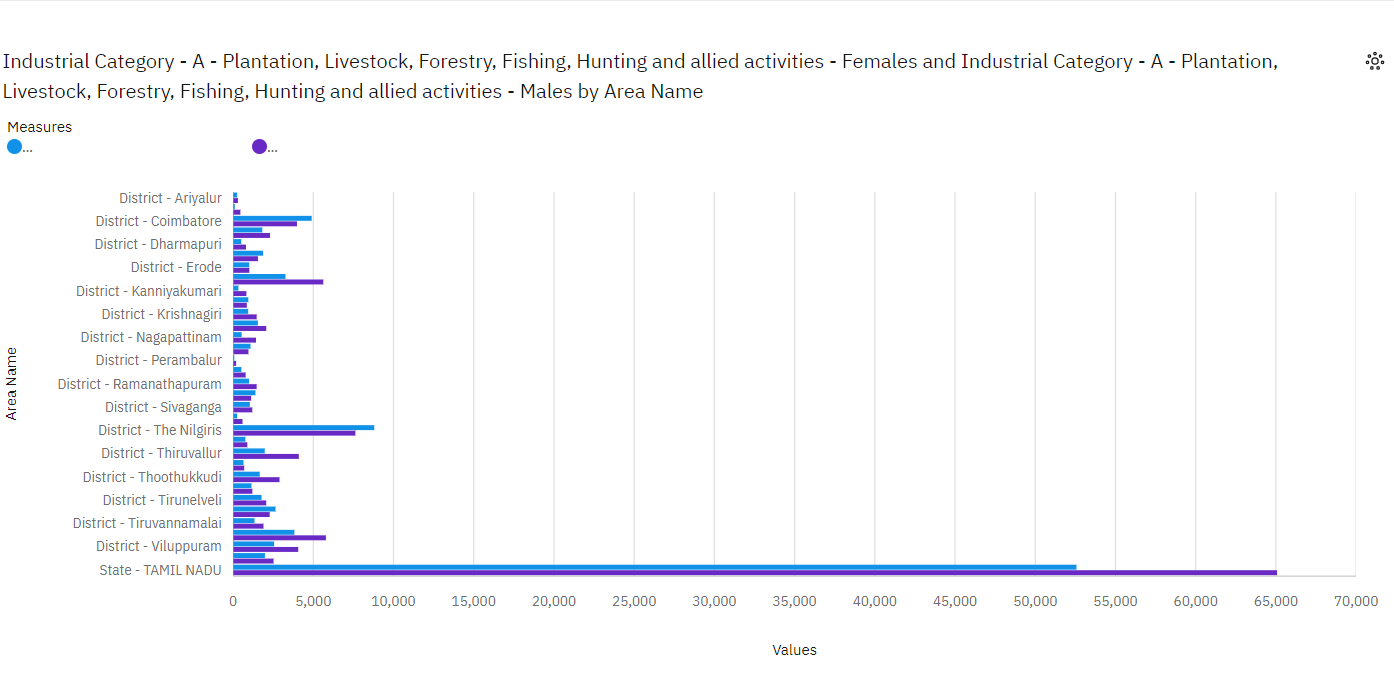 Industrial Category - A - Plantation, Livestock, Forestry, Fishing, Hunting and allied activities - Females and Industrial Category - A - Plantation,
Livestock, Forestry, Fishing, Hunting and allied activities - Males by Area Name
Measures
... ...
District - Ariyalur
District - Coimbatore
District - Dharmapuri
District - Erode
District - Kanniyakumari
District - Krishnagiri
District - Nagapattinam
District - Perambalur
District - Ramanathapuram
District - Sivaganga
District - The Nilgiris
District - Thiruvallur
District - Thoothukkudi
District - Tirunelveli
District - Tiruvannamalai
District - Viluppuram
State - TAMIL NADU
Area Name
0 5,000 10,000 15,000 20,000 25,000 30,000 35,000 40,000 45,000 50,000 55,000 60,000 65,000 70,000
Values